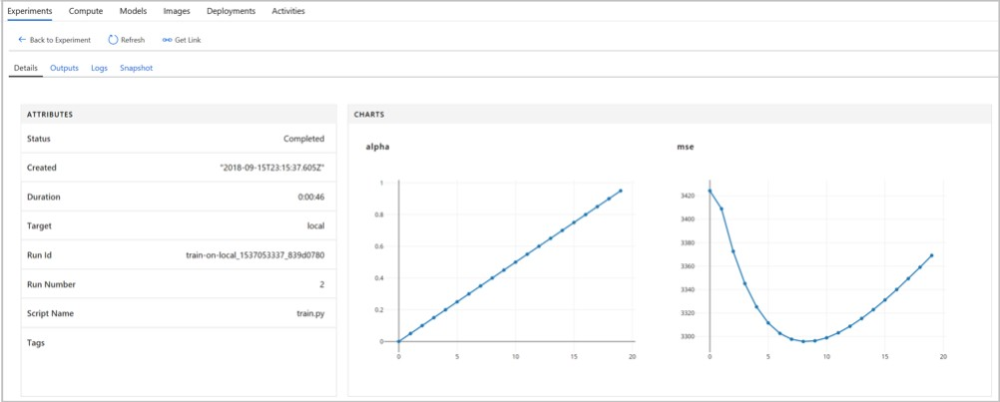 Experiments Compute Models Images Deployments Activities
Back to Experiment Refresh Get Link
Details Outputs Logs Snapshot
ATTRIBUTES
Status Completed
Created "2018-09-15T23:15:37.605Z"
Duration 0:00:46
Target local
Run Id train-on-local_1537053337_839d0780
Run Number 2
Script Name train.py
Tags
CHARTS
alpha
1
0.8
0.6
0.4
0.2
0
0 5 10 15 20
mse
3420
3400
3380
3360
3340
3320
3300
0 5 10 15 20